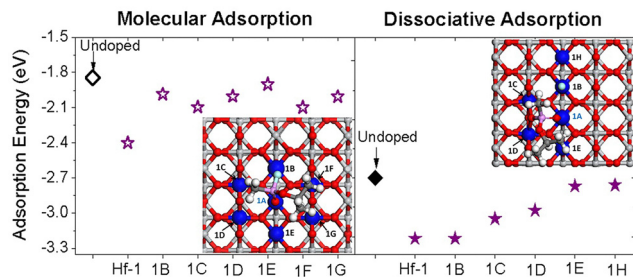 Molecular Adsorption
Dissociative Adsorption
Adsorption Energy (eV)
-1.5
-1.8
-2.1
-2.4
-2.7
-3.0
-3.3
Undoped
1C
1B
1F
1A
1D
1E
1G
Hf-1 1B 1C 1D 1E 1F 1G
Undoped
1H
1C
1B
1A
1D
1E
Hf-1 1B 1C 1D 1E 1H